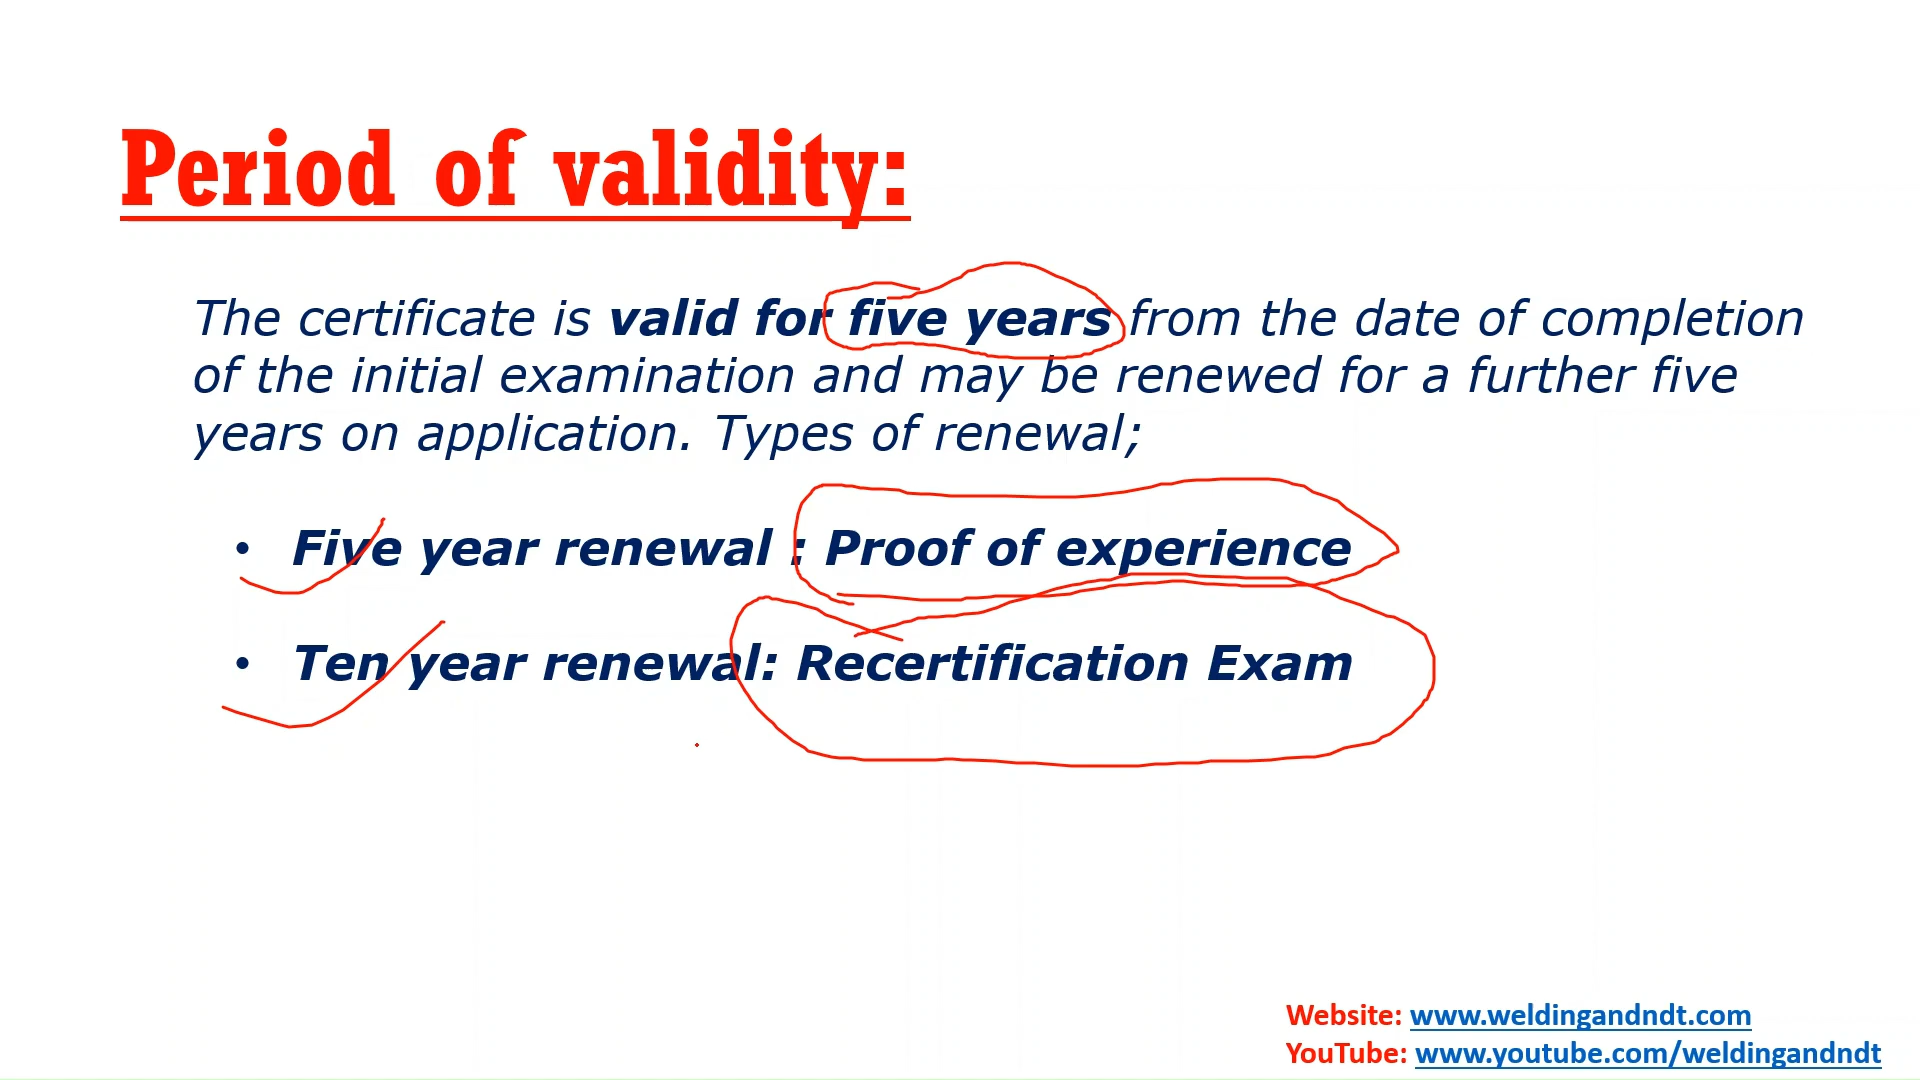 Period of validity:
The certificate is valid for five years from the date of completion
of the initial examination and may be renewed for a further five
years on application. Types of renewal;
• Five year renewal : Proof of experience
• Ten year renewal: Recertification Exam
Website: www.weldingandndt.com
YouTube: www.youtube.com/weldingandndt